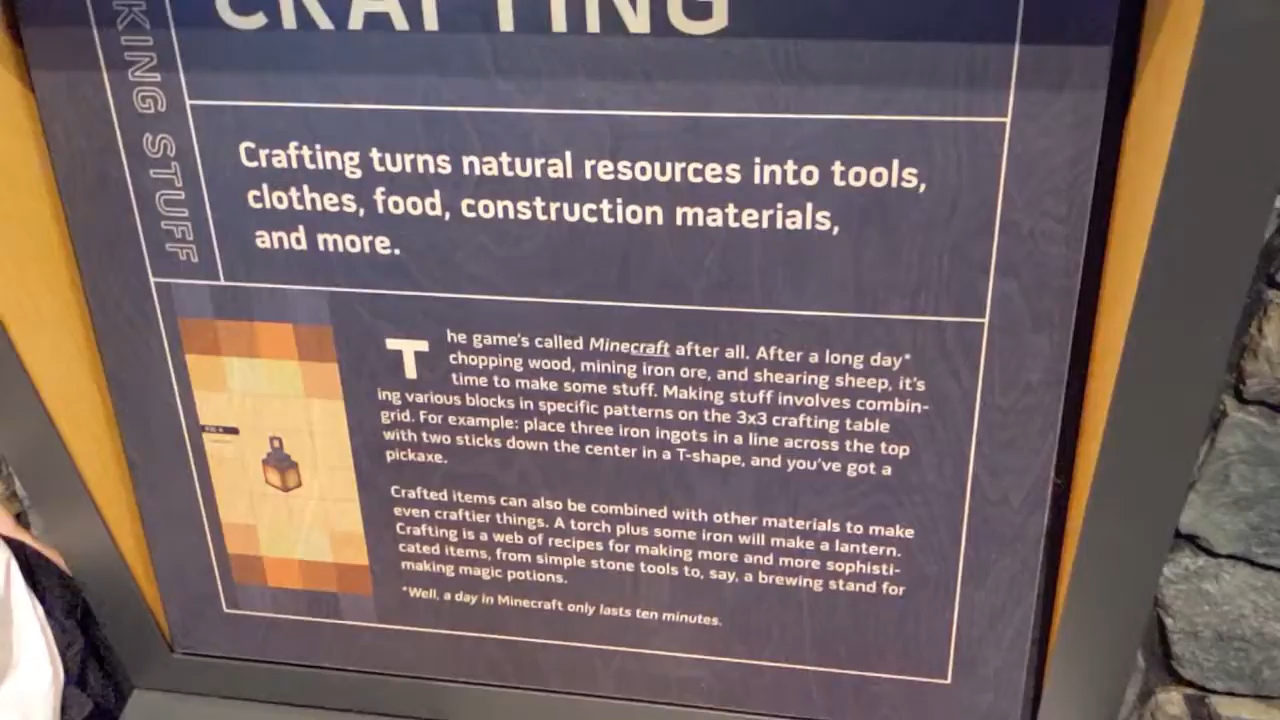 CRAFTING
KING STUFF
Crafting turns natural resources into tools,
clothes, food, construction materials,
and more.
The game's called Minecraft after all. After a long day*
chopping wood, mining iron ore, and shearing sheep, it's
time to make some stuff. Making stuff involves combin-
ing various blocks in specific patterns on the 3x3 crafting table
grid. For example: place three iron ingots in a line across the top
with two sticks down the center in a T-shape, and you've got a
pickaxe.
Crafted items can also be combined with other materials to make
even craftier things. A torch plus some iron will make a lantern.
Crafting is a web of recipes for making more and more sophisti-
cated items, from simple stone tools to, say, a brewing stand for
making magic potions.
*Well, a day in Minecraft only lasts ten minutes.